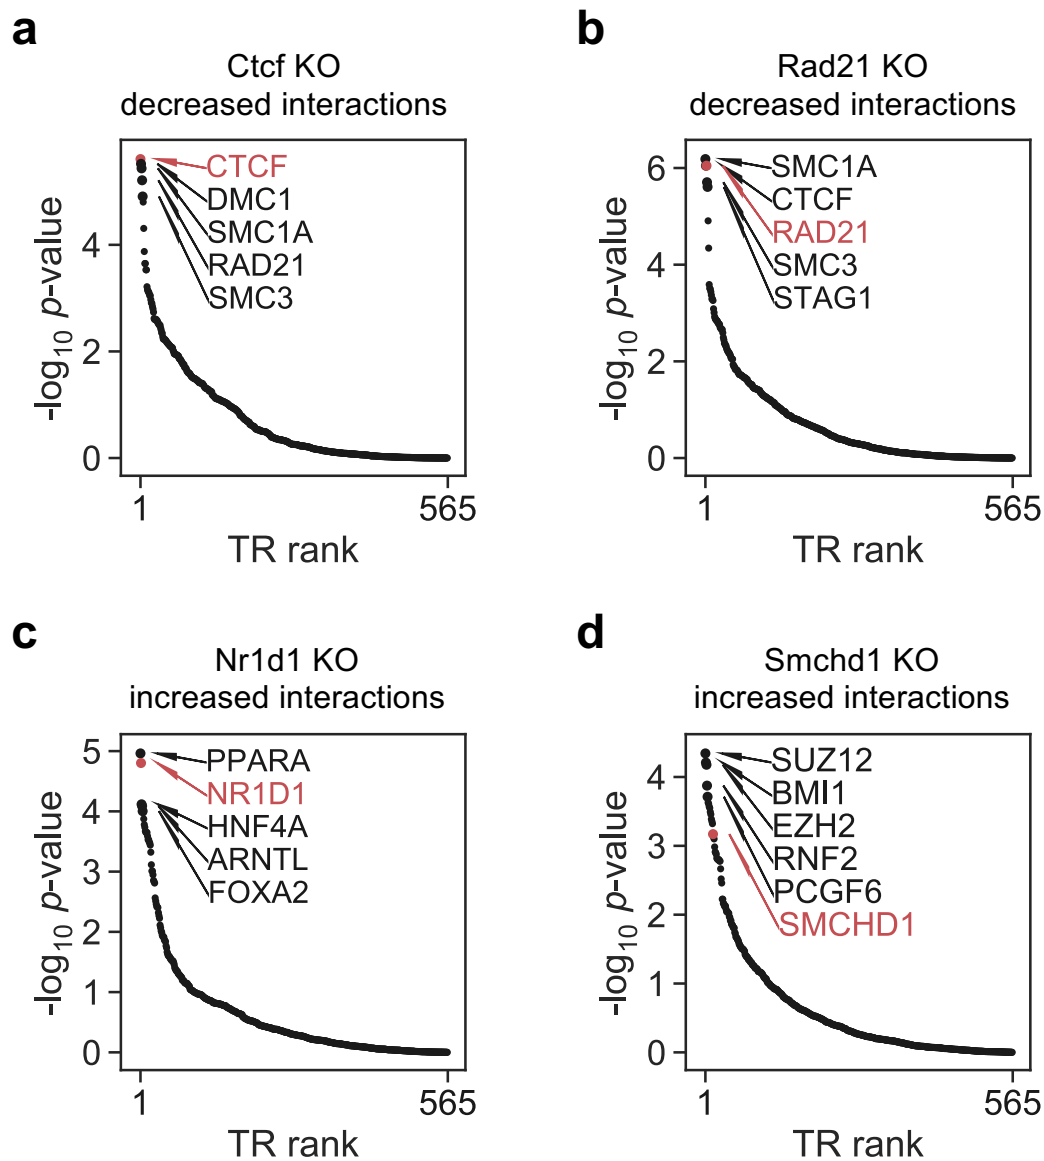 a
Ctcf KO
decreased interactions
CTCF
DMC1
SMC1A
RAD21
SMC3
4
2
0
-log10 p-value
1
565
TR rank
b
Rad21 KO
decreased interactions
SMC1A
CTCF
RAD21
SMC3
STAG1
6
4
2
0
-log10 p-value
1
565
TR rank
c
Nr1d1 KO
increased interactions
PPARA
NR1D1
HNF4A
ARNTL
FOXA2
5
4
3
2
1
0
-log10 p-value
1
565
TR rank
d
Smchd1 KO
increased interactions
SUZ12
BMI1
EZH2
RNF2
PCGF6
SMCHD1
4
3
2
1
0
-log10 p-value
1
565
TR rank